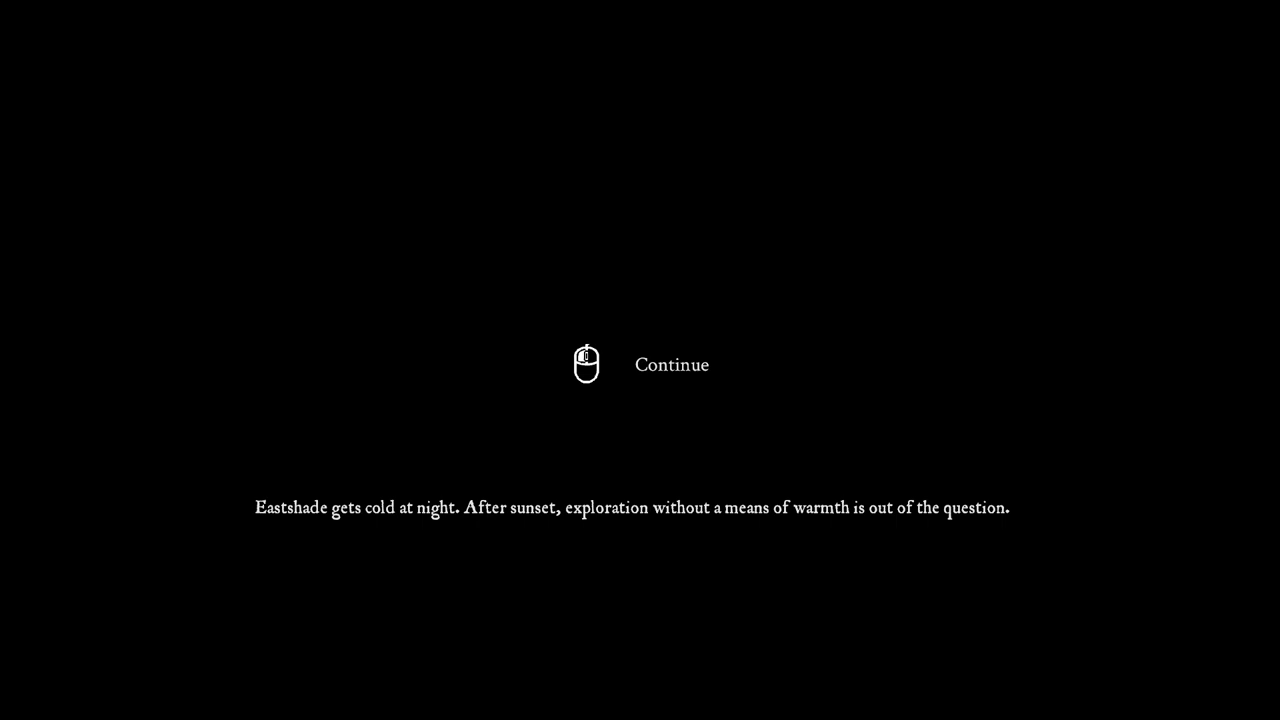 Continue
Eastshade gets cold at night. After sunset, exploration without a means of warmth is out of the question.